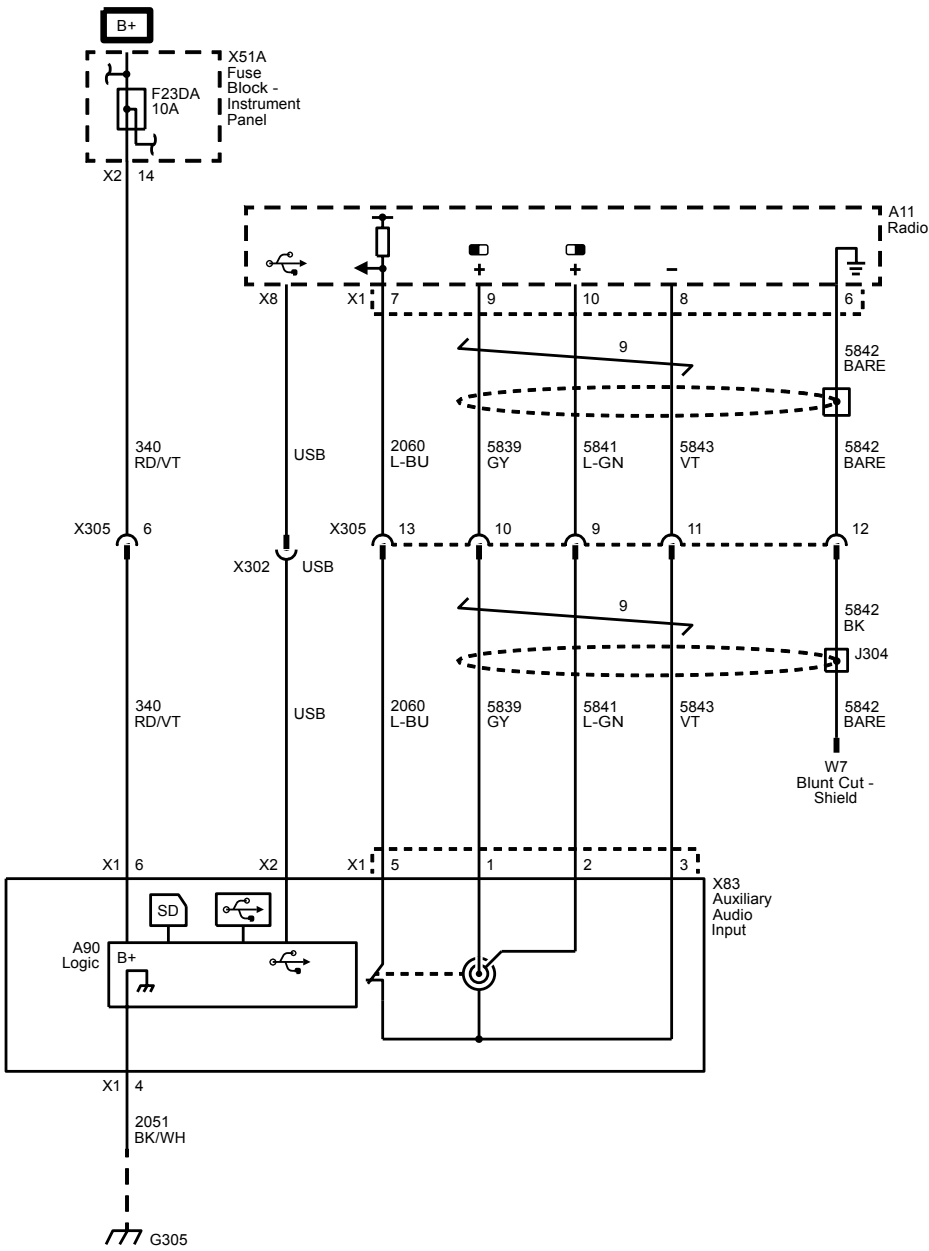 B+
X51A
Fuse
Block -
Instrument
Panel
F23DA
10A
X2 14
A11
Radio
+ + −
X8 X1 7 9 10 8 6
9
5842
BARE
340
RD/VT
USB
2060
L-BU
5839
GY
5841
L-GN
5843
VT
5842
BARE
X305 6
X305 13 10 9 11 12
X302 USB
9
5842
BK
J304
340
RD/VT
USB
2060
L-BU
5839
GY
5841
L-GN
5843
VT
5842
BARE
W7
Blunt Cut -
Shield
X1 6 X2 X1 5 1 2 3
X83
Auxiliary
Audio
Input
SD
A90
Logic
B+
X1 4
2051
BK/WH
G305